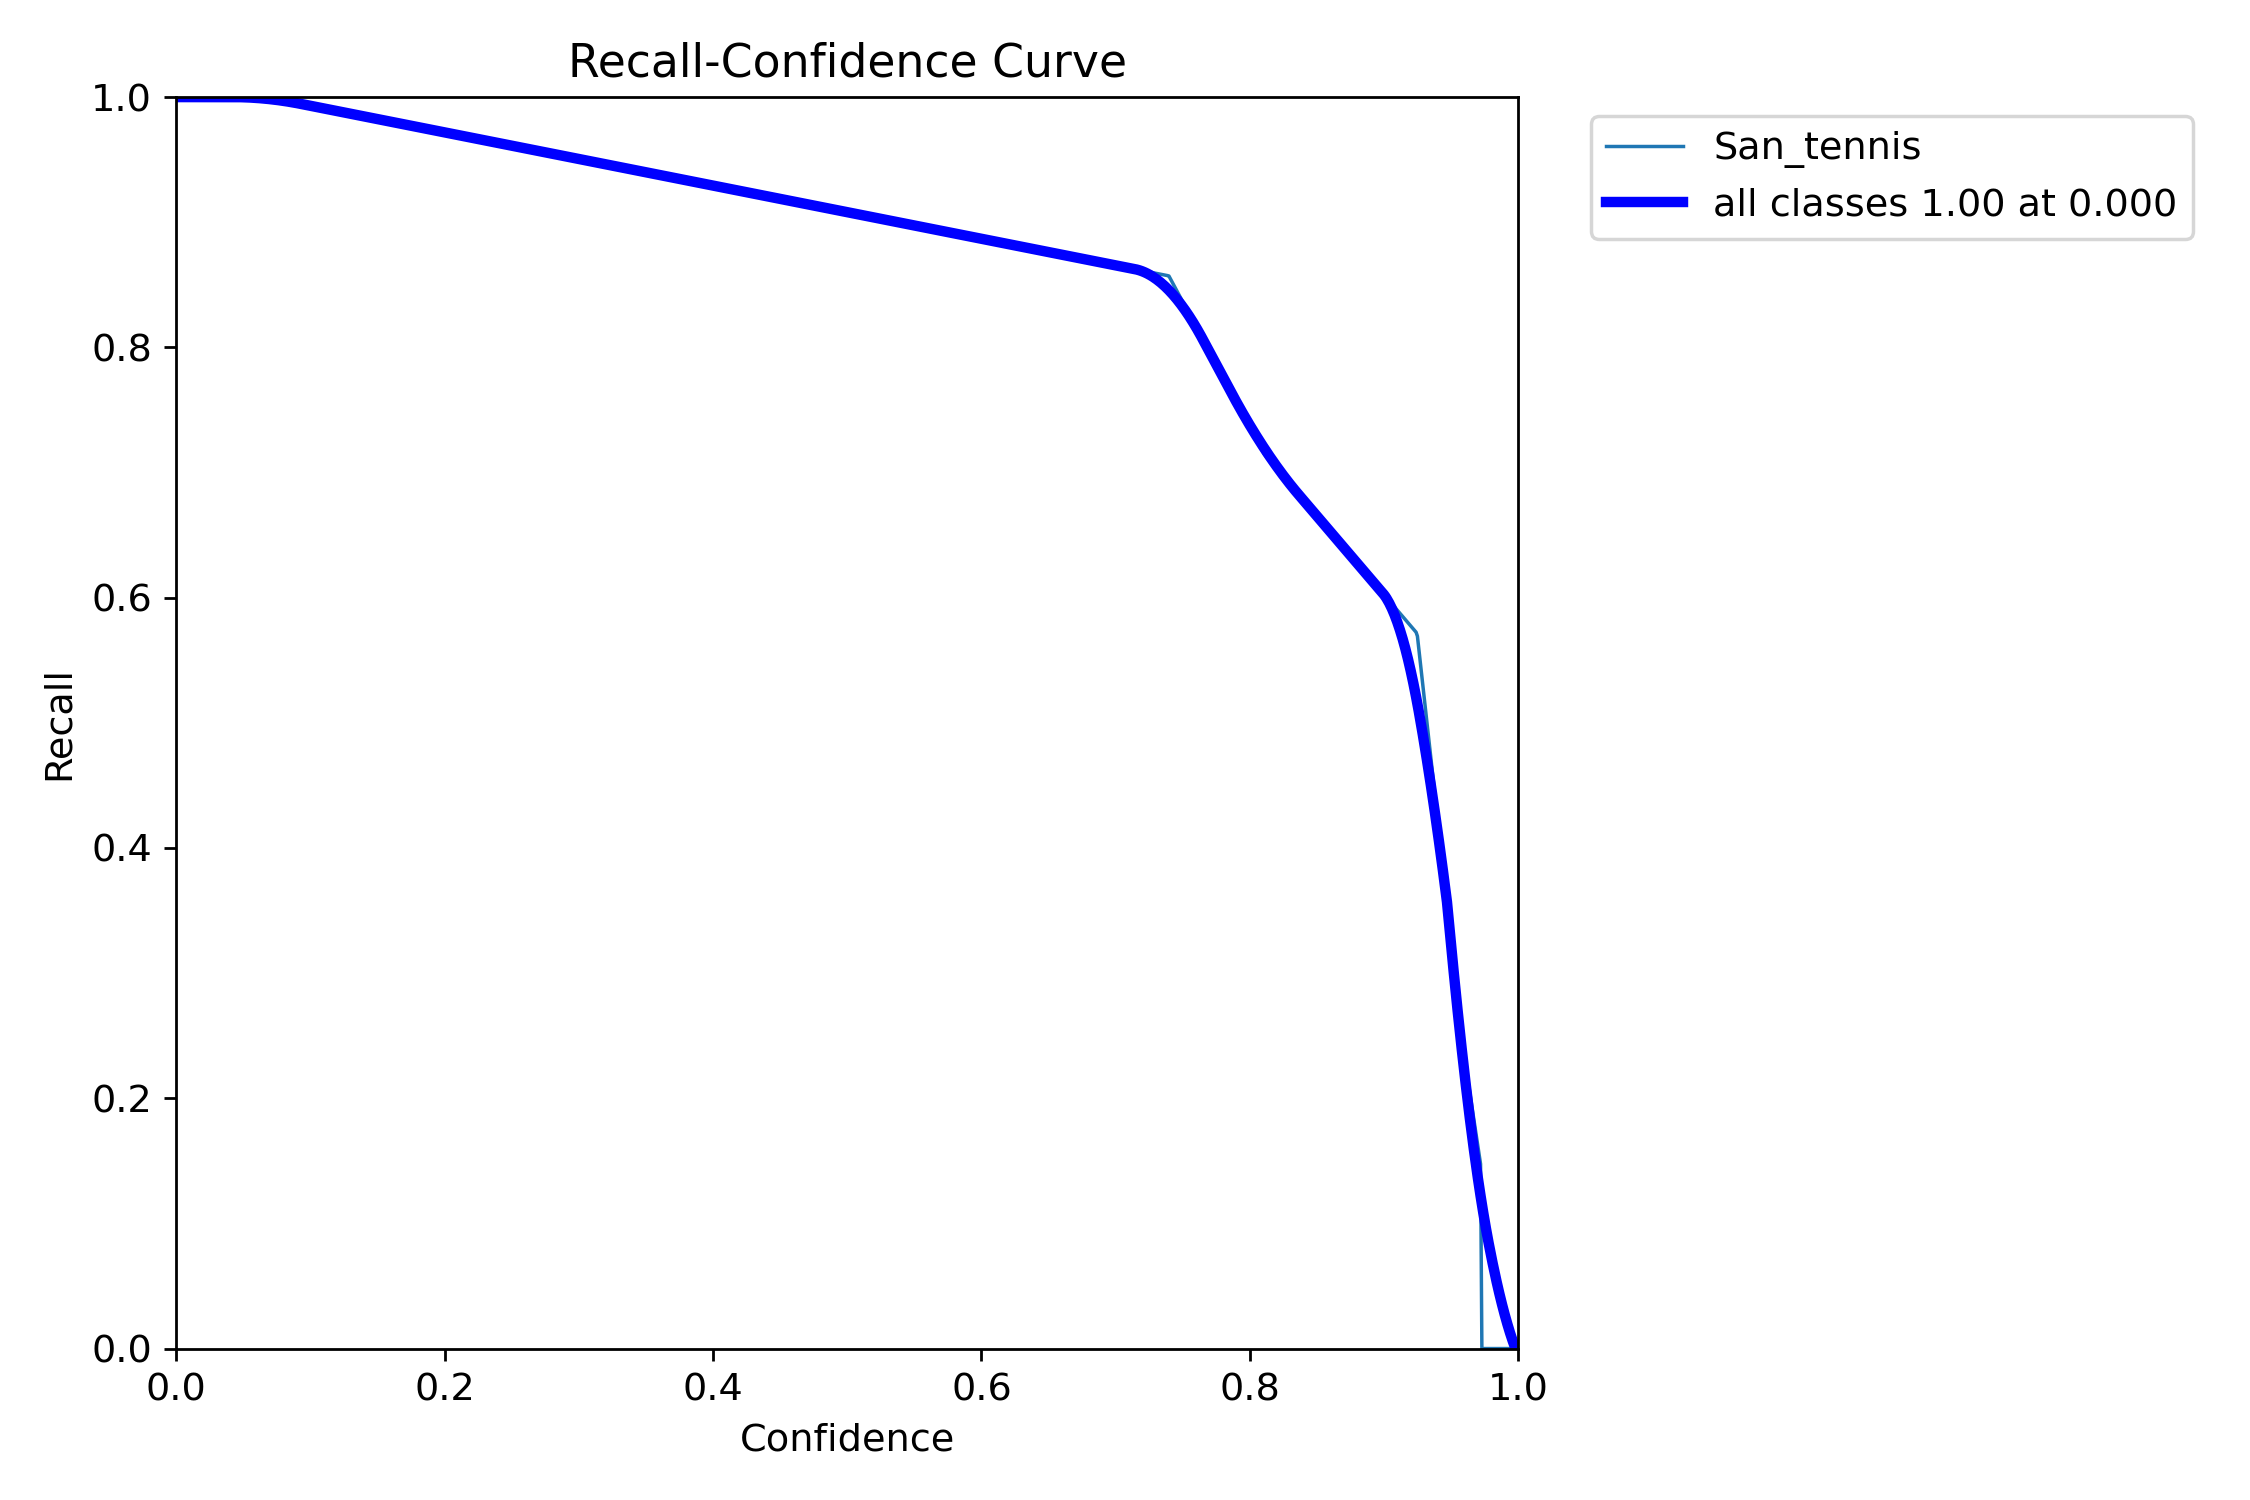 Recall-Confidence Curve
San_tennis
all classes 1.00 at 0.000
Recall
1.0
0.8
0.6
0.4
0.2
0.0
0.0 0.2 0.4 0.6 0.8 1.0
Confidence